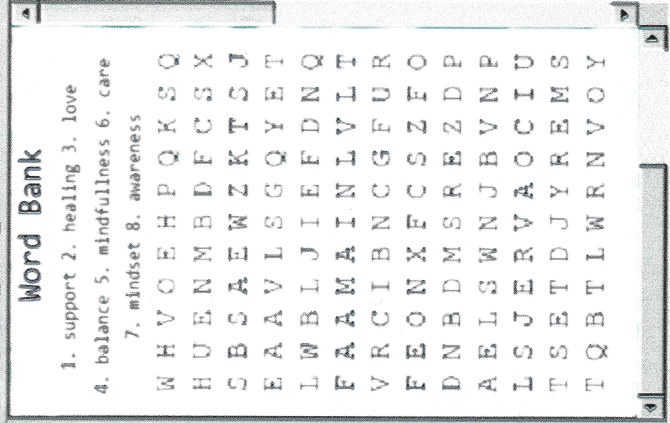 Word Bank
1. support 2. healing 3. love
4. balance 5. mindfullness 6. care
7. mindset 8. awareness
W H V O E H P Q K S Q
H U E N M B D F C S X
S B S A E W Z K T S J
E A A V L S G Q Y E T
L W B L J I E F D N Q
F A A M A I N L V L T
V R C I B N C G F U R
F E O N X F C S Z F O
D N B D M S R E Z D P
A E L S W N J B V N P
L S J E R V A O C I U
T S E T D J Y R E M S
T Q B T L W R N V O Y